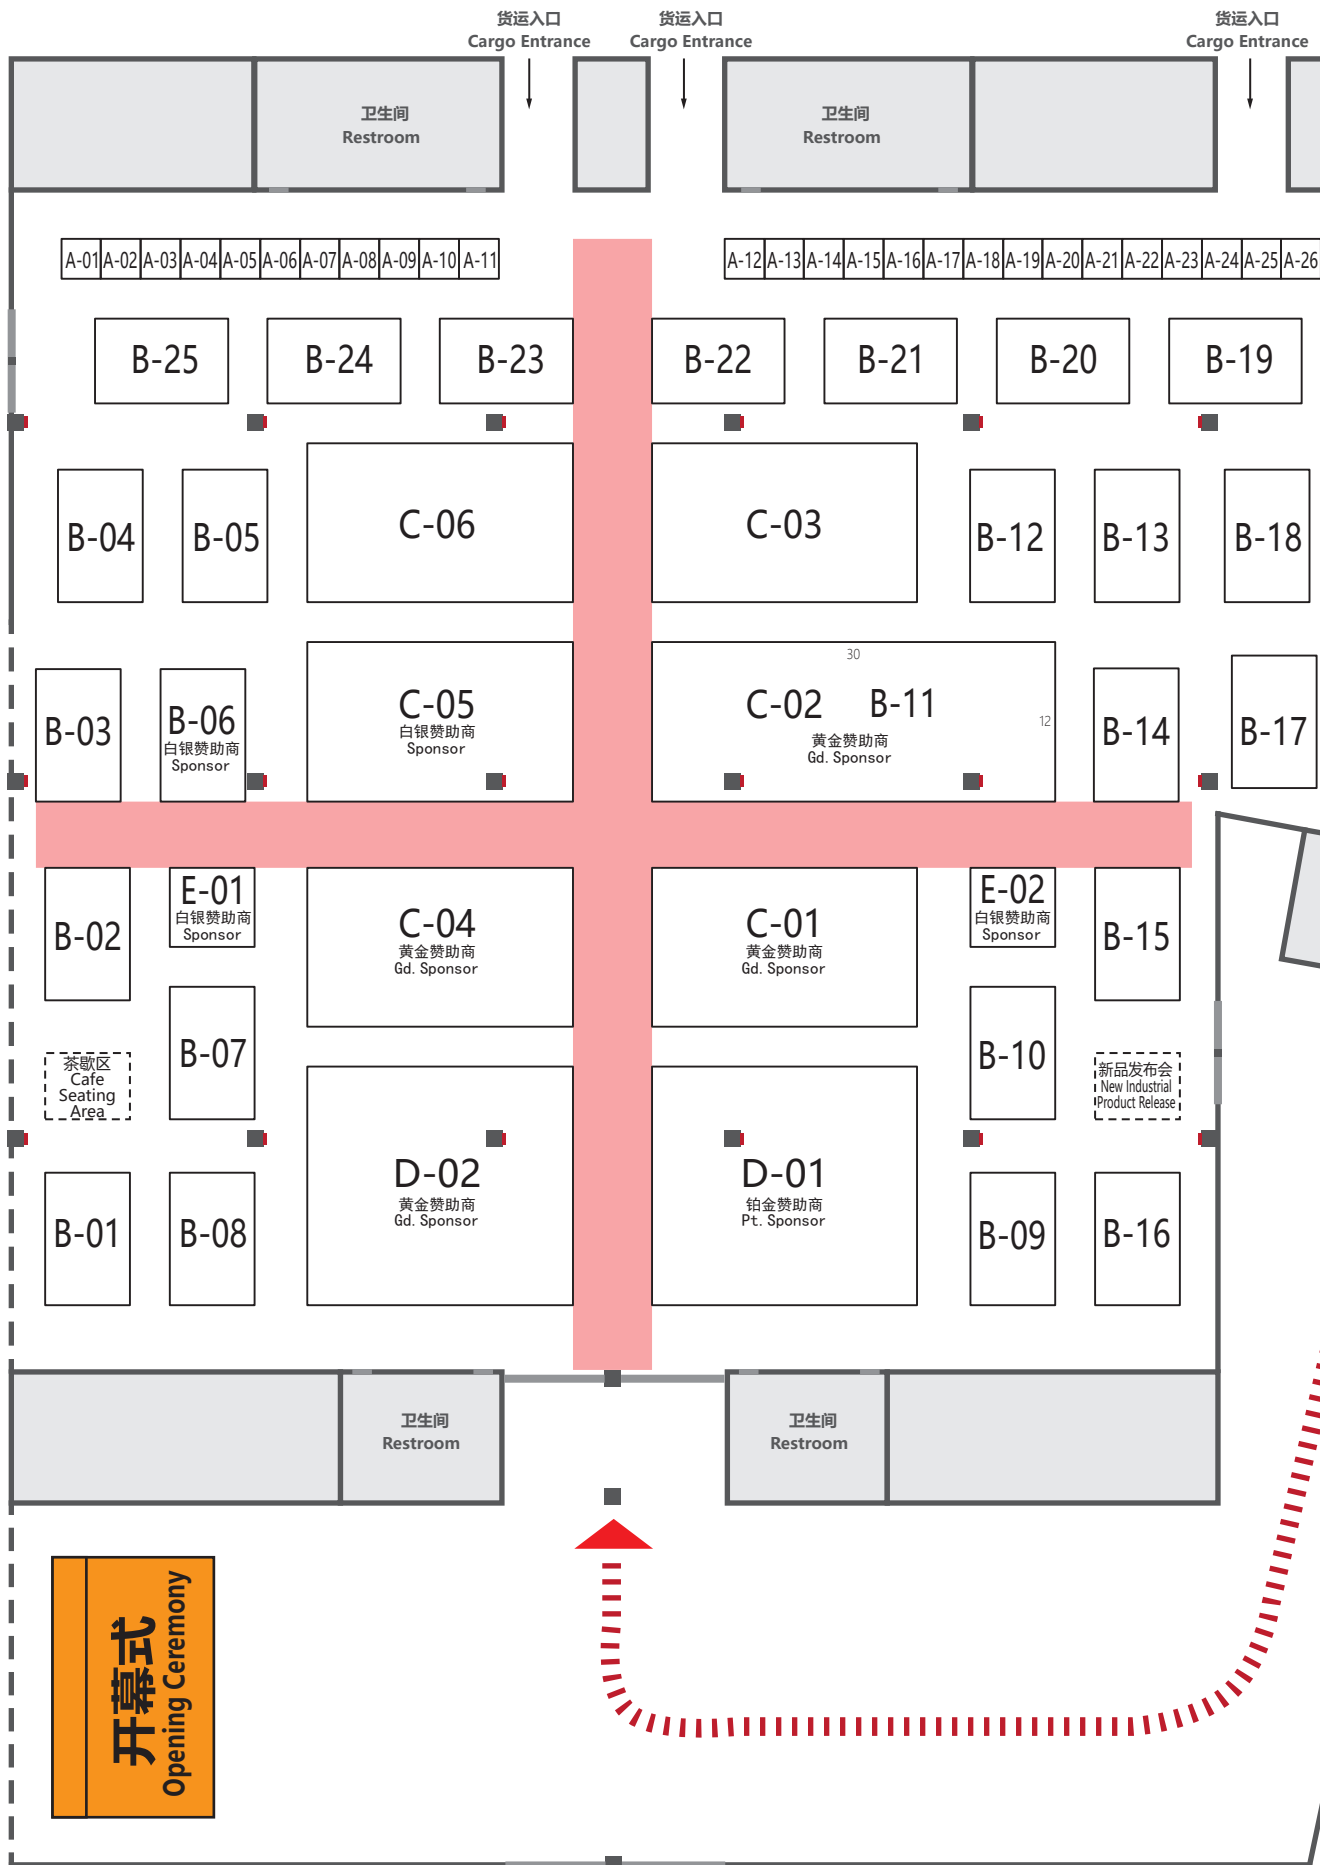 货运入口
Cargo Entrance
货运入口
Cargo Entrance
货运入口
Cargo Entrance
卫生间
Restroom
卫生间
Restroom
A-01 A-02 A-03 A-04 A-05 A-06 A-07 A-08 A-09 A-10 A-11
A-12 A-13 A-14 A-15 A-16 A-17 A-18 A-19 A-20 A-21 A-22 A-23 A-24 A-25 A-26
B-25 B-24 B-23 B-22 B-21 B-20 B-19
B-04 B-05 C-06 C-03 B-12 B-13 B-18
B-03
B-06
白银赞助商
Sponsor
C-05
白银赞助商
Sponsor
30
C-02 B-11
12
黄金赞助商
Gd. Sponsor
B-14
B-17
B-02
E-01
白银赞助商
Sponsor
C-04
黄金赞助商
Gd. Sponsor
C-01
黄金赞助商
Gd. Sponsor
E-02
白银赞助商
Sponsor
B-15
茶歇区
Cafe
Seating
Area
B-07
B-10
新品发布会
New Industrial
Product Release
B-01
B-08
D-02
黄金赞助商
Gd. Sponsor
D-01
铂金赞助商
Pt. Sponsor
B-09
B-16
卫生间
Restroom
卫生间
Restroom
开幕式
Opening Ceremony